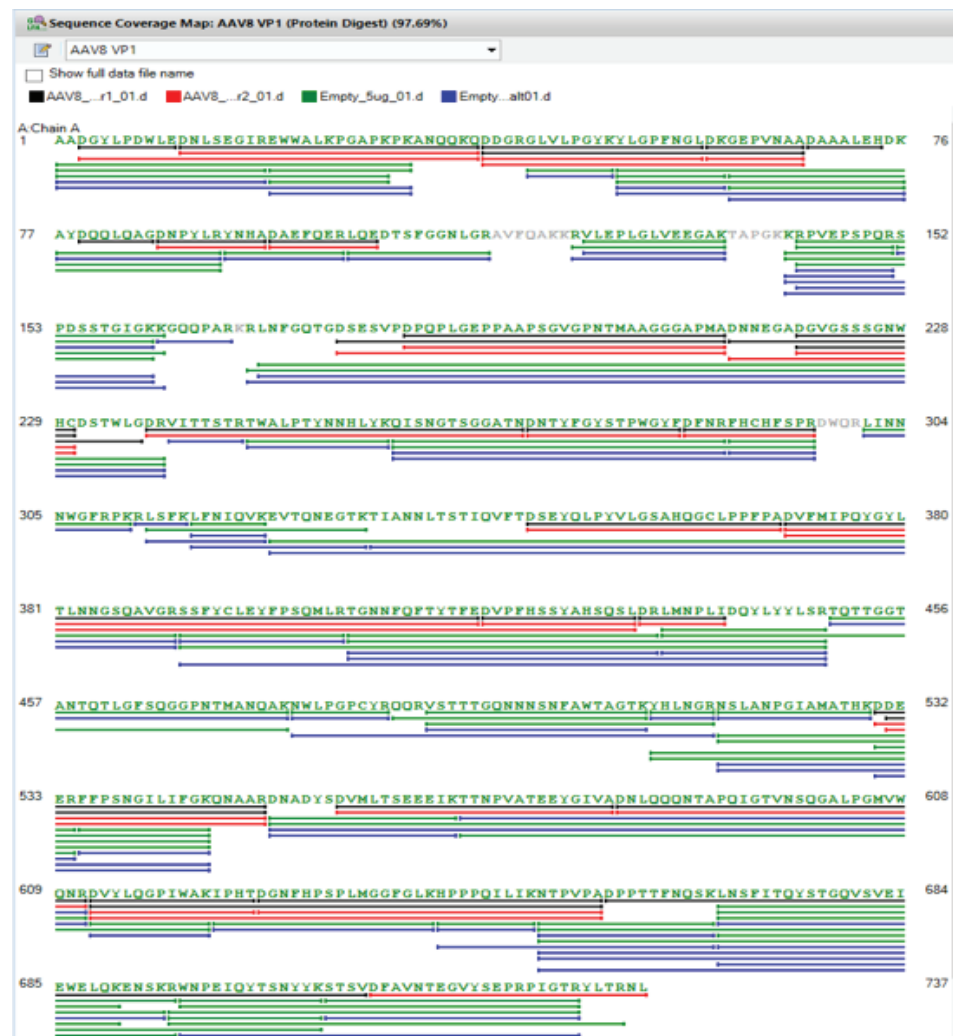 Sequence Coverage Map: AAV8 VP1 (Protein Digest) (97.69%)
AAV8 VP1
Show full data file name
AAV8_...r1_01.d AAV8_...r2_01.d Empty_5ug_01.d Empty...alt01.d
A:Chain A
1 AADGYLPDWLEDNLSEGIREWWALKPGAPKPKANQQKQDDGRGLVLPGYKYLGPFNGLDKGEPVNAADAAALEHDK 76
77 AYDQQLQAGDNPYLRYNHADAEFQERLQEDTSFGGNLGRAVFQAKKRVLEPLGLVEEGAKTAPGKKRPVEPSPQRS 152
153 PDSSTGIGKKGQQPARKRLNFGQTGDSESVPDPQPLGEPPAAPSGVGPNTMAAGGGAPMADNNEGADGVGSSSGNW 228
229 HCDSTWLGDRVITTSTRTWALPTYNNHLYKQISNGTSGGATNDNTYFGYSTPWGYFDFNRFHCHFSPRDWQRLINN 304
305 NWGFRPKRLSFKLFNIQVKEVTQNEGTKTIANNLTSTIQVFTDSEYQLPYVLGSAHQGCLPPFPADVFMIPQYGYL 380
381 TLNNGSQAVGRSSFYCLEYFPSQMLRTGNNFQFTYTFEDVPFHSSYAHSQSLDRLMNPLIDQYLYYLSRTQTTGGT 456
457 ANTQTLGFSQGGPNTMANQAKNWLPGPCYRQQRVSTTTGQNNNSNFAWTAGTKYHLNGRNSLANPGIAMATHKDDE 532
533 ERFFPSNGILIFGKQNAARDNADYSDVMLTSEEEIKTTNPVATEEYGIVADNLQQQNTAPQIGTVNSQGALPGMVW 608
609 QNRDVYLQGPIWAKIPHTDGNFHPSPLMGGFGLKHPPPQILIKNTPVPADPPTTFNQSKLNSFITQYSTGQVSVEI 684
685 EWELQKENSKRWNPEIQYTSNYYKSTSVDFAVNTEGVYSEPRPIGTRYLTRNL 737